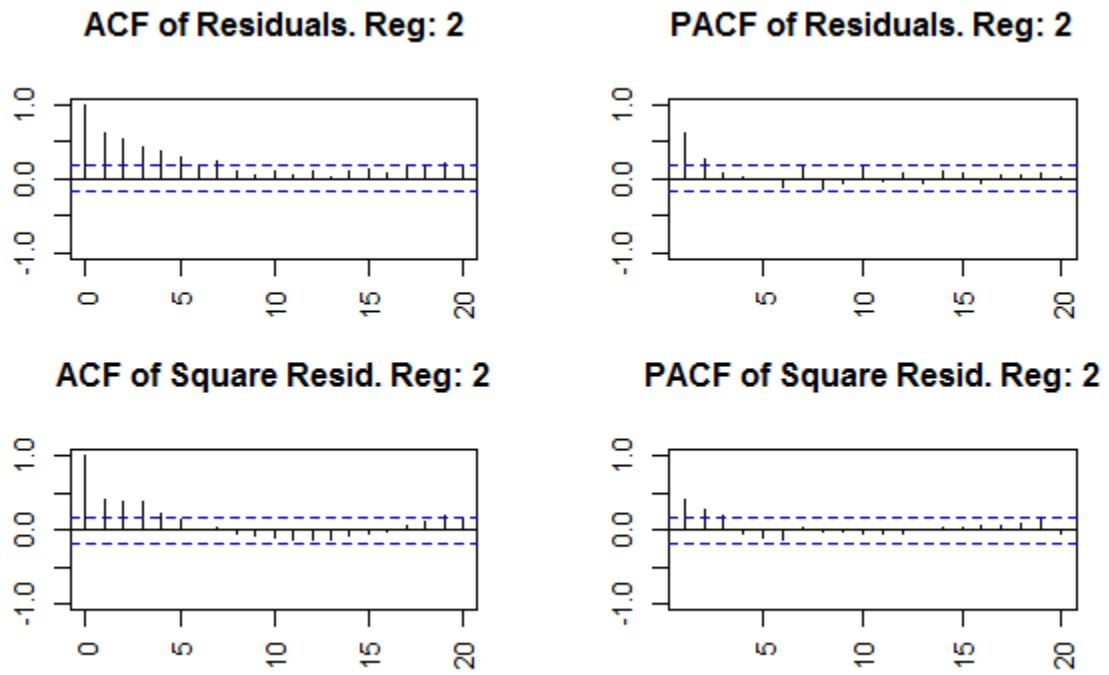 ACF of Residuals. Reg: 2
1.0
0.0
-1.0
0 5 10 15 20
PACF of Residuals. Reg: 2
1.0
0.0
-1.0
5 10 15 20
ACF of Square Resid. Reg: 2
1.0
0.0
-1.0
0 5 10 15 20
PACF of Square Resid. Reg: 2
1.0
0.0
-1.0
5 10 15 20